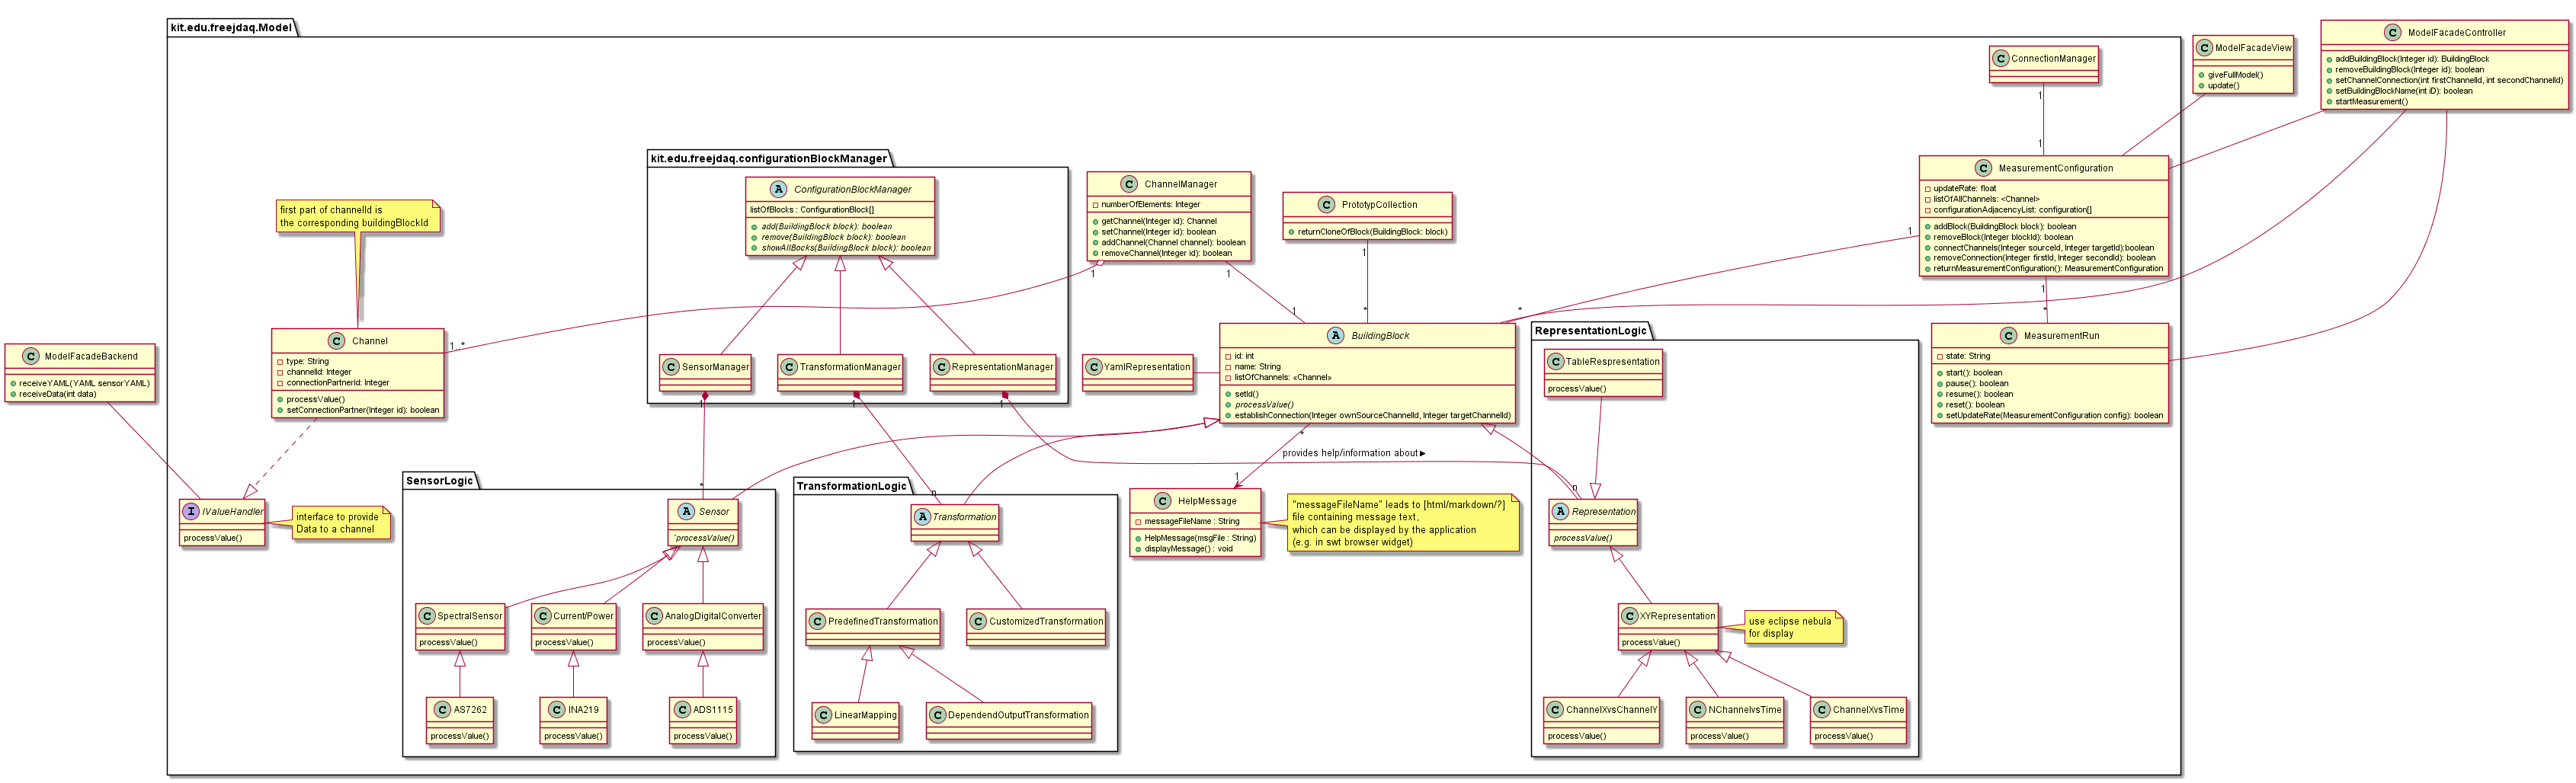 kit.edu.freejdaq.Model
C ModelFacadeController
addBuildingBlock(Integer id): BuildingBlock
removeBuildingBlock(Integer id): boolean
setChannelConnection(int firstChannelId, int secondChannelId)
setBuildingBlockName(int iD): boolean
startMeasurement()
C ModelFacadeView
giveFullModel()
update()
C ConnectionManager
1
1
kit.edu.freejdaq.configurationBlockManager
A ConfigurationBlockManager
listOfBlocks : ConfigurationBlock[]
add(BuildingBlock block): boolean
remove(BuildingBlock block): boolean
showAllBocks(BuildingBlock block): boolean
C SensorManager
C TransformationManager
C RepresentationManager
1
1
1
C ChannelManager
numberOfElements: Integer
getChannel(Integer id): Channel
setChannel(Integer id): boolean
addChannel(Channel channel): boolean
removeChannel(Integer id): boolean
1
1
C PrototypCollection
returnCloneOfBlock(BuildingBlock: block)
1
C MeasurementConfiguration
updateRate: float
listOfAllChannels: <Channel>
configurationAdjacencyList: configuration[]
addBlock(BuildingBlock block): boolean
removeBlock(Integer blockId): boolean
connectChannels(Integer sourceId, Integer targetId):boolean
removeConnection(Integer firstId, Integer secondId): boolean
returnMeasurementConfiguration(): MeasurementConfiguration
1
1
*
first part of channelId is
the corresponding buildingBlockId
C Channel
type: String
channelId: Integer
connectionPartnerId: Integer
processValue()
setConnectionPartner(Integer id): boolean
1..*
C ModelFacadeBackend
receiveYAML(YAML sensorYAML)
receiveData(int data)
C YamlRepresentation
1
*
*
A BuildingBlock
id: int
name: String
listOfChannels: «Channel»
setId()
processValue()
establishConnection(Integer ownSourceChannelId, Integer targetChannelId)
*
provides help/information about ▶
1
C MeasurementRun
state: String
start(): boolean
pause(): boolean
resume(): boolean
reset(): boolean
setUpdateRate(MeasurementConfiguration config): boolean
I IValueHandler
processValue()
interface to provide
Data to a channel
SensorLogic
*
A Sensor
`processValue()
C SpectralSensor
processValue()
C Current/Power
processValue()
C AnalogDigitalConverter
processValue()
C AS7262
processValue()
C INA219
processValue()
C ADS1115
processValue()
TransformationLogic
n
A Transformation
C PredefinedTransformation
C CustomizedTransformation
C LinearMapping
C DependendOutputTransformation
C HelpMessage
messageFileName : String
HelpMessage(msgFile : String)
displayMessage() : void
"messageFileName" leads to [html/markdown/?]
file containing message text,
which can be displayed by the application
(e.g. in swt browser widget)
RepresentationLogic
C TableRespresentation
processValue()
n
A Representation
processValue()
C XYRepresentation
processValue()
use eclipse nebula
for display
C ChannelXvsChannelY
processValue()
C NChannelvsTime
processValue()
C ChannelXvsTime
processValue()